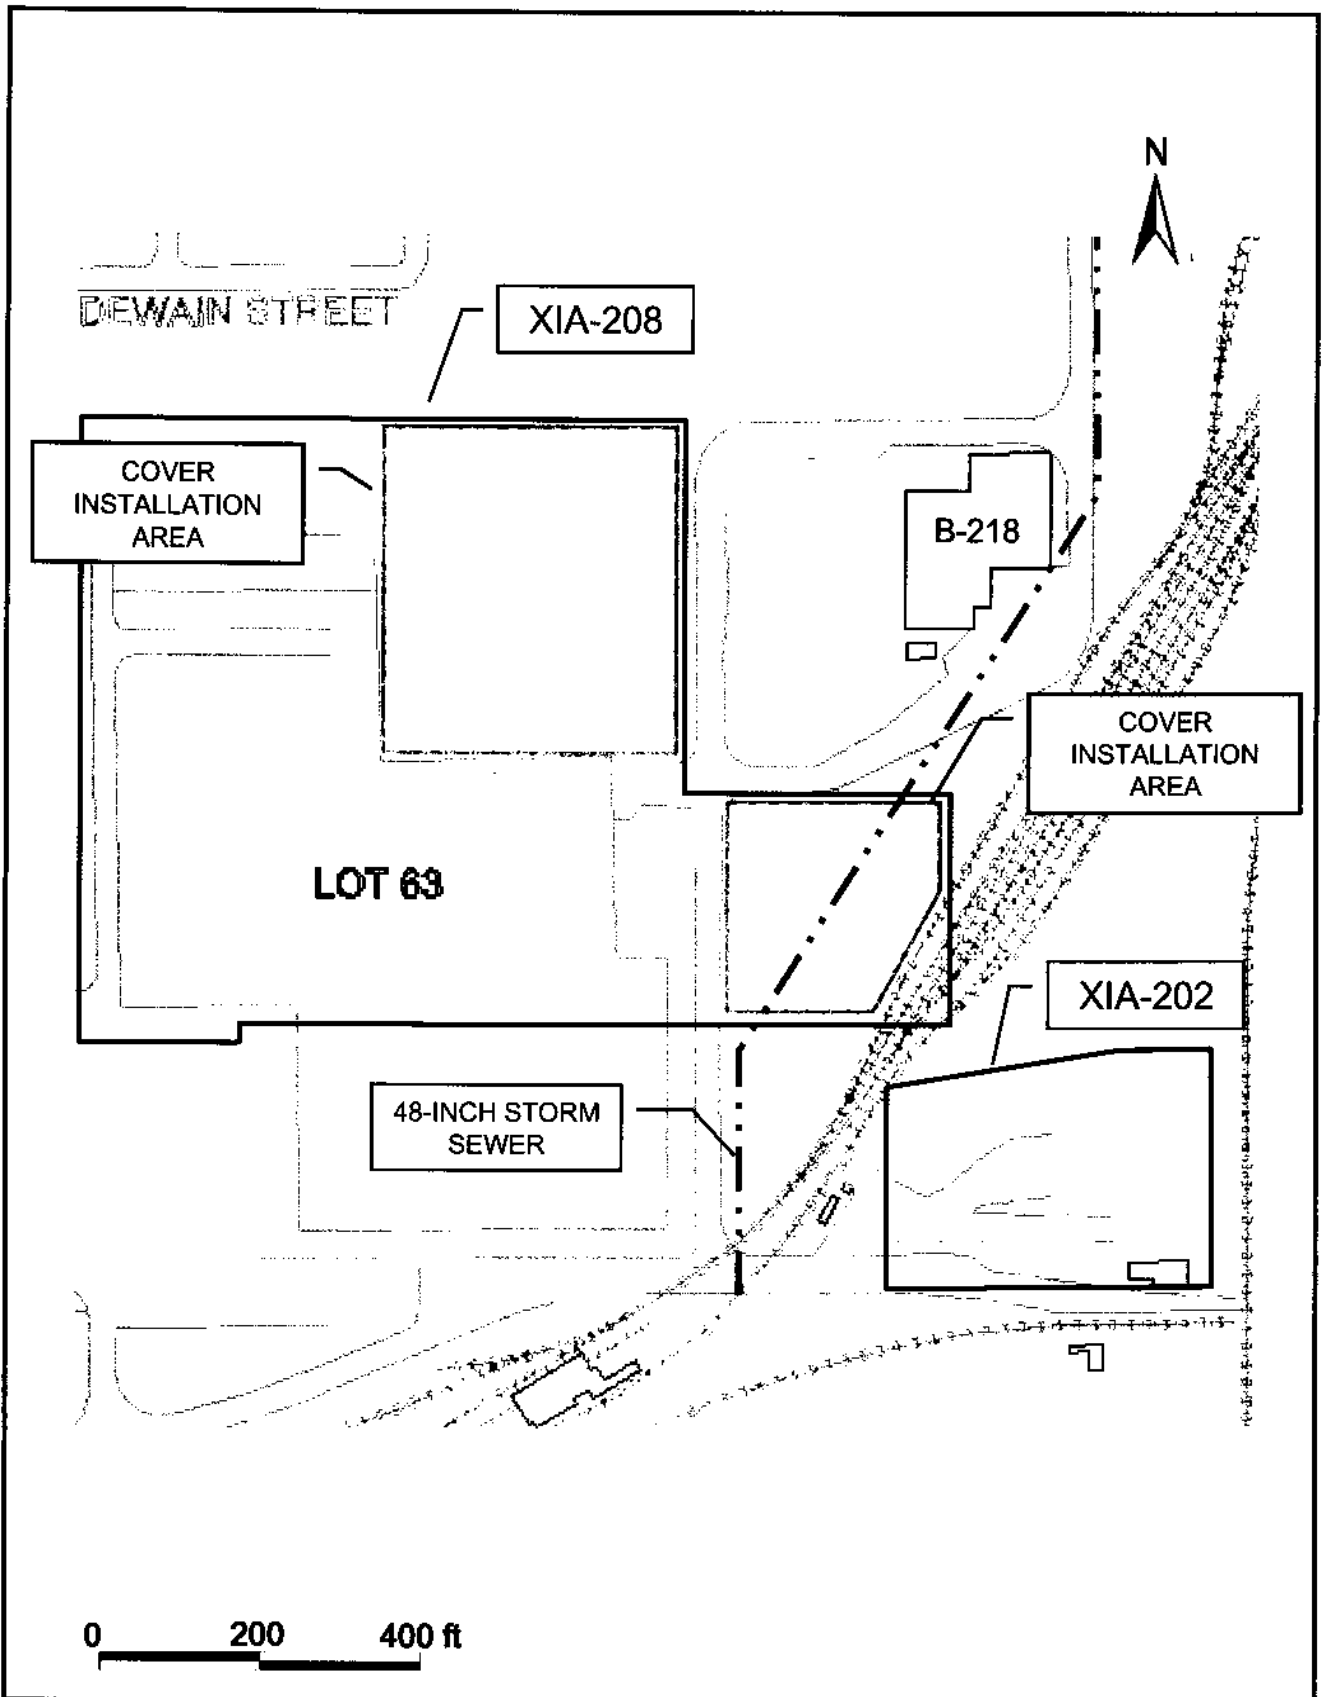 N
DEWAIN STREET
XIA-208
COVER
INSTALLATION
AREA
B-218
COVER
INSTALLATION
AREA
LOT 63
XIA-202
48-INCH STORM
SEWER
0 200 400 ft